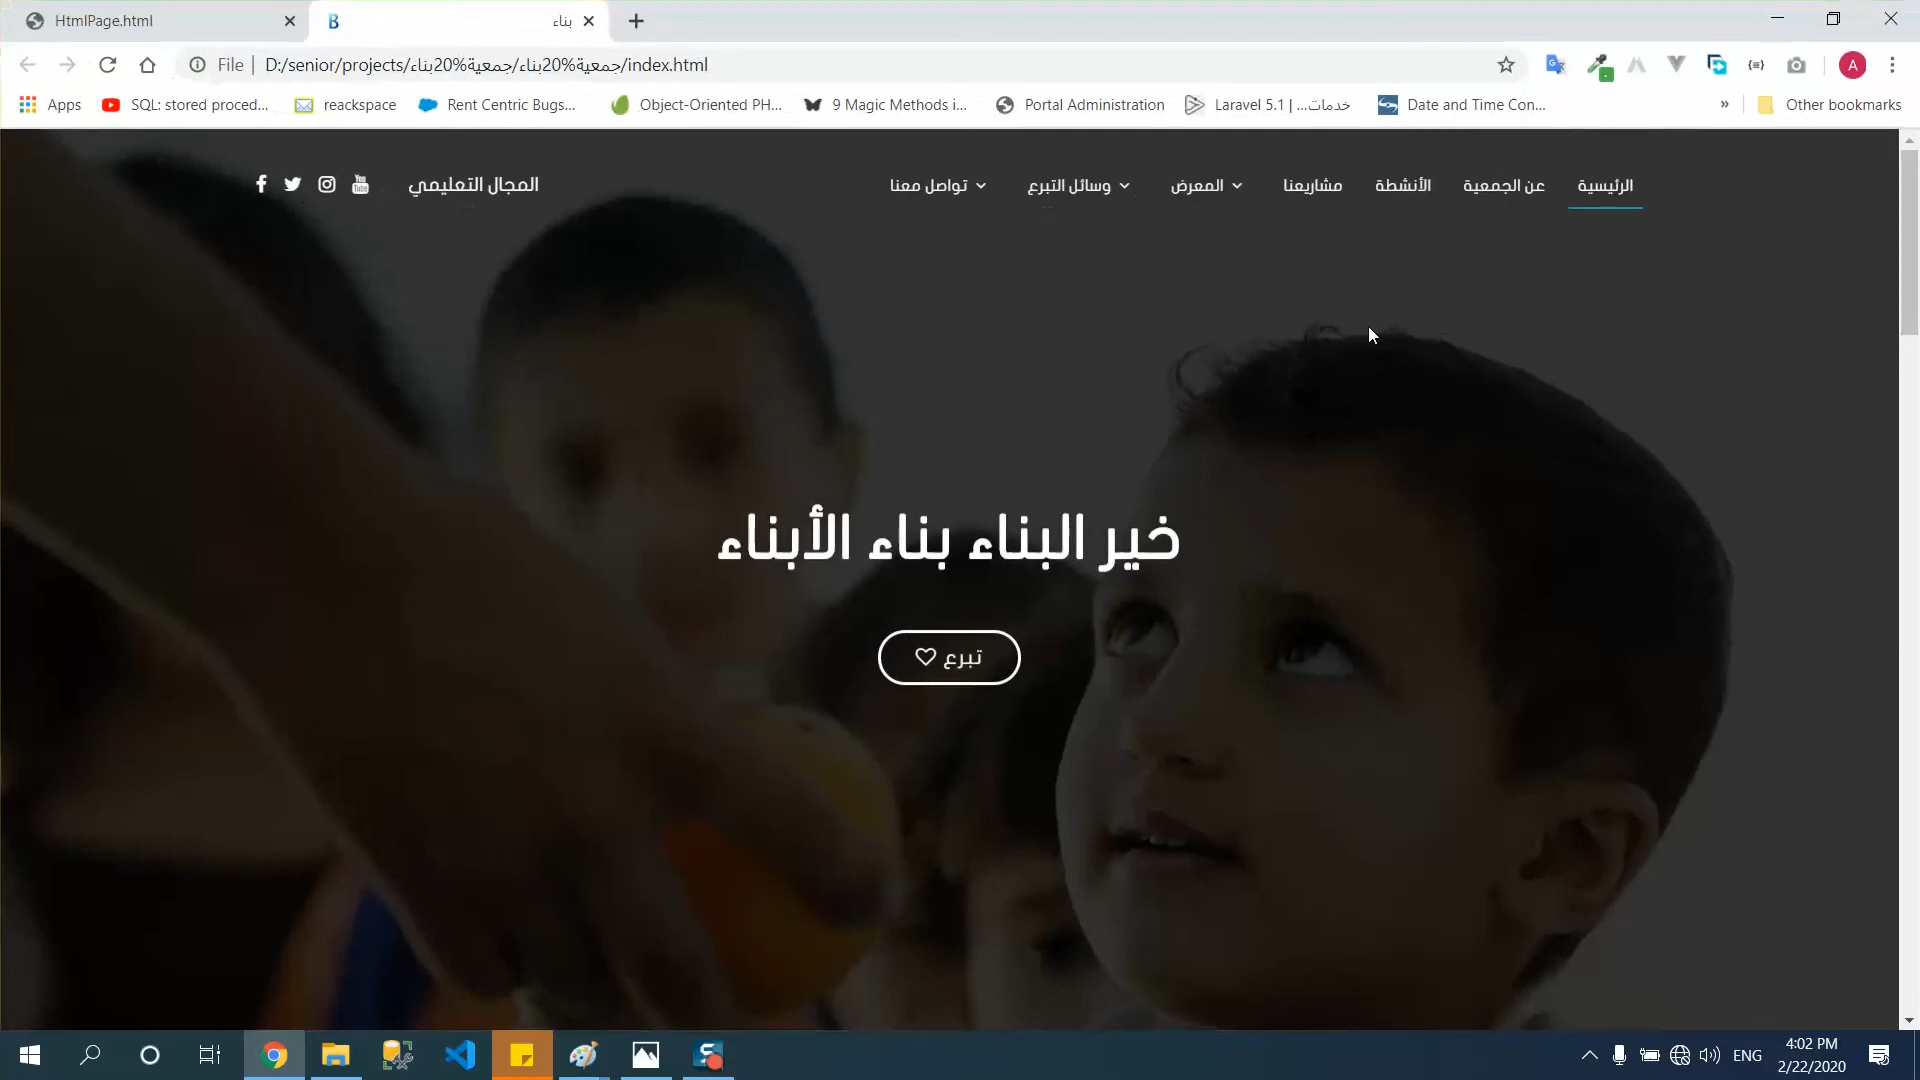 HtmlPage.html
بناء
File | D:/senior/projects/جمعية%20بناء/جمعية%20بناء/index.html
A
Apps
SQL: stored proced...
reackspace
Rent Centric Bugs...
Object-Oriented PH...
9 Magic Methods i...
Portal Administration
Laravel 5.1 | ...خدمات
Date and Time Con...
»
Other bookmarks
الرئيسية
عن الجمعية
الأنشطة
مشاريعنا
المعرض
وسائل التبرع
تواصل معنا
المجال التعليمي
You Tube
خير البناء بناء الأبناء
تبرع
ENG
4:02 PM
2/22/2020